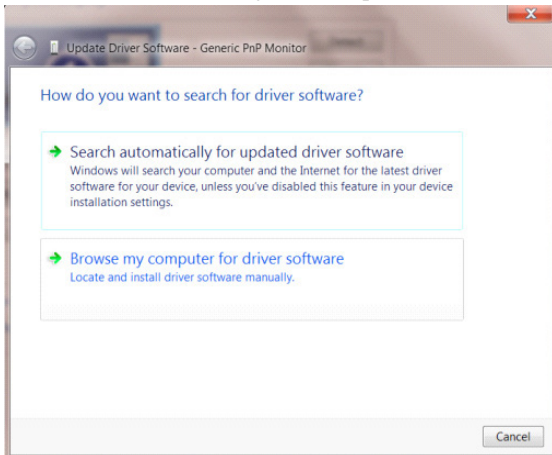 Update Driver Software - Generic PnP Monitor
How do you want to search for driver software?
Search automatically for updated driver software
Windows will search your computer and the Internet for the latest driver
software for your device, unless you've disabled this feature in your device
installation settings.
Browse my computer for driver software
Locate and install driver software manually.
Cancel